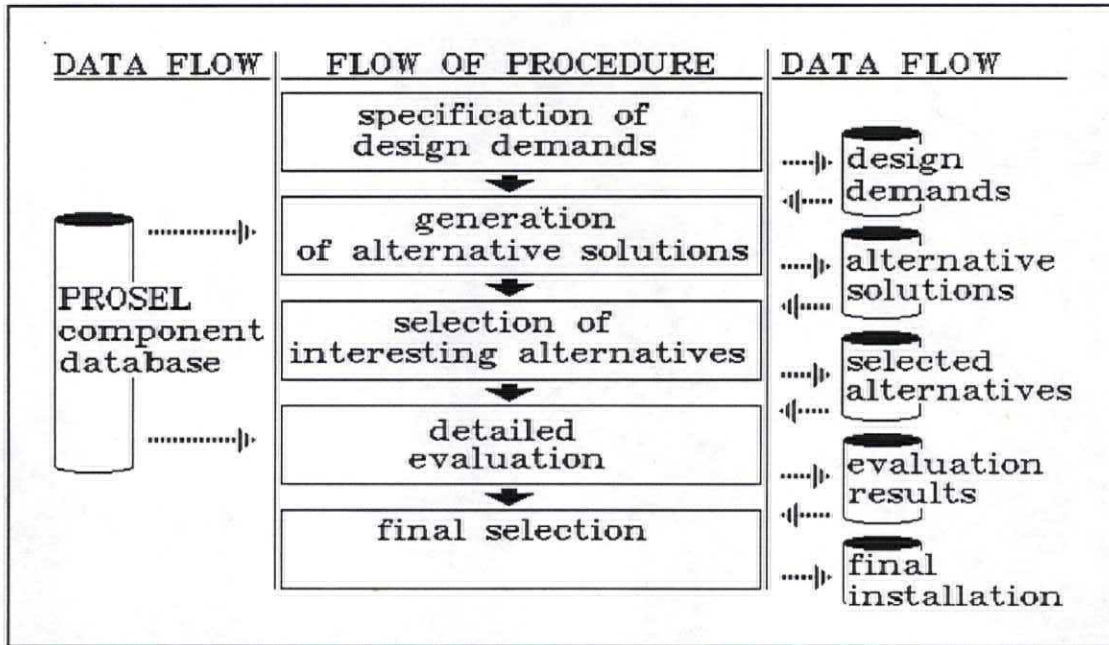 DATA FLOW
FLOW OF PROCEDURE
DATA FLOW
specification of
design demands
generation
of alternative solutions
selection of
interesting alternatives
detailed
evaluation
final selection
PROSEL
component
database
design
demands
alternative
solutions
selected
alternatives
evaluation
results
final
installation